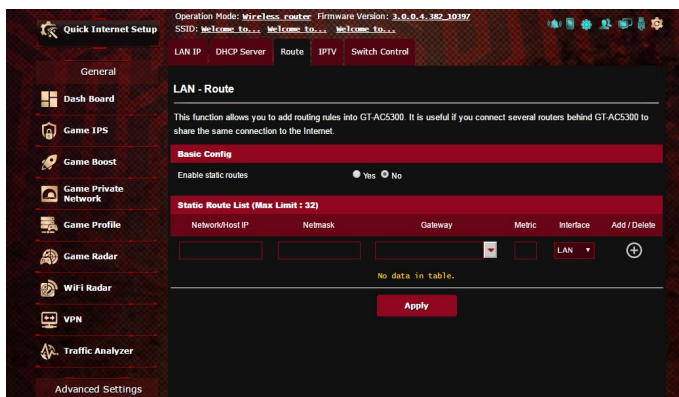 Quick Internet Setup
Operation Mode: Wireless router Firmware Version: 3.0.0.4.382_10397
SSID: Welcome to... Welcome to... Welcome to...
LAN IP DHCP Server Route IPTV Switch Control
General
Dash Board
Game IPS
Game Boost
Game Private
Network
Game Profile
Game Radar
WiFi Radar
VPN
Traffic Analyzer
Advanced Settings
LAN - Route
This function allows you to add routing rules into GT-AC5300. It is useful if you connect several routers behind GT-AC5300 to
share the same connection to the Internet.
Basic Config
Enable static routes Yes No
Static Route List (Max Limit : 32)
Network/Host IP Netmask Gateway Metric Interface Add / Delete
LAN
No data in table.
Apply